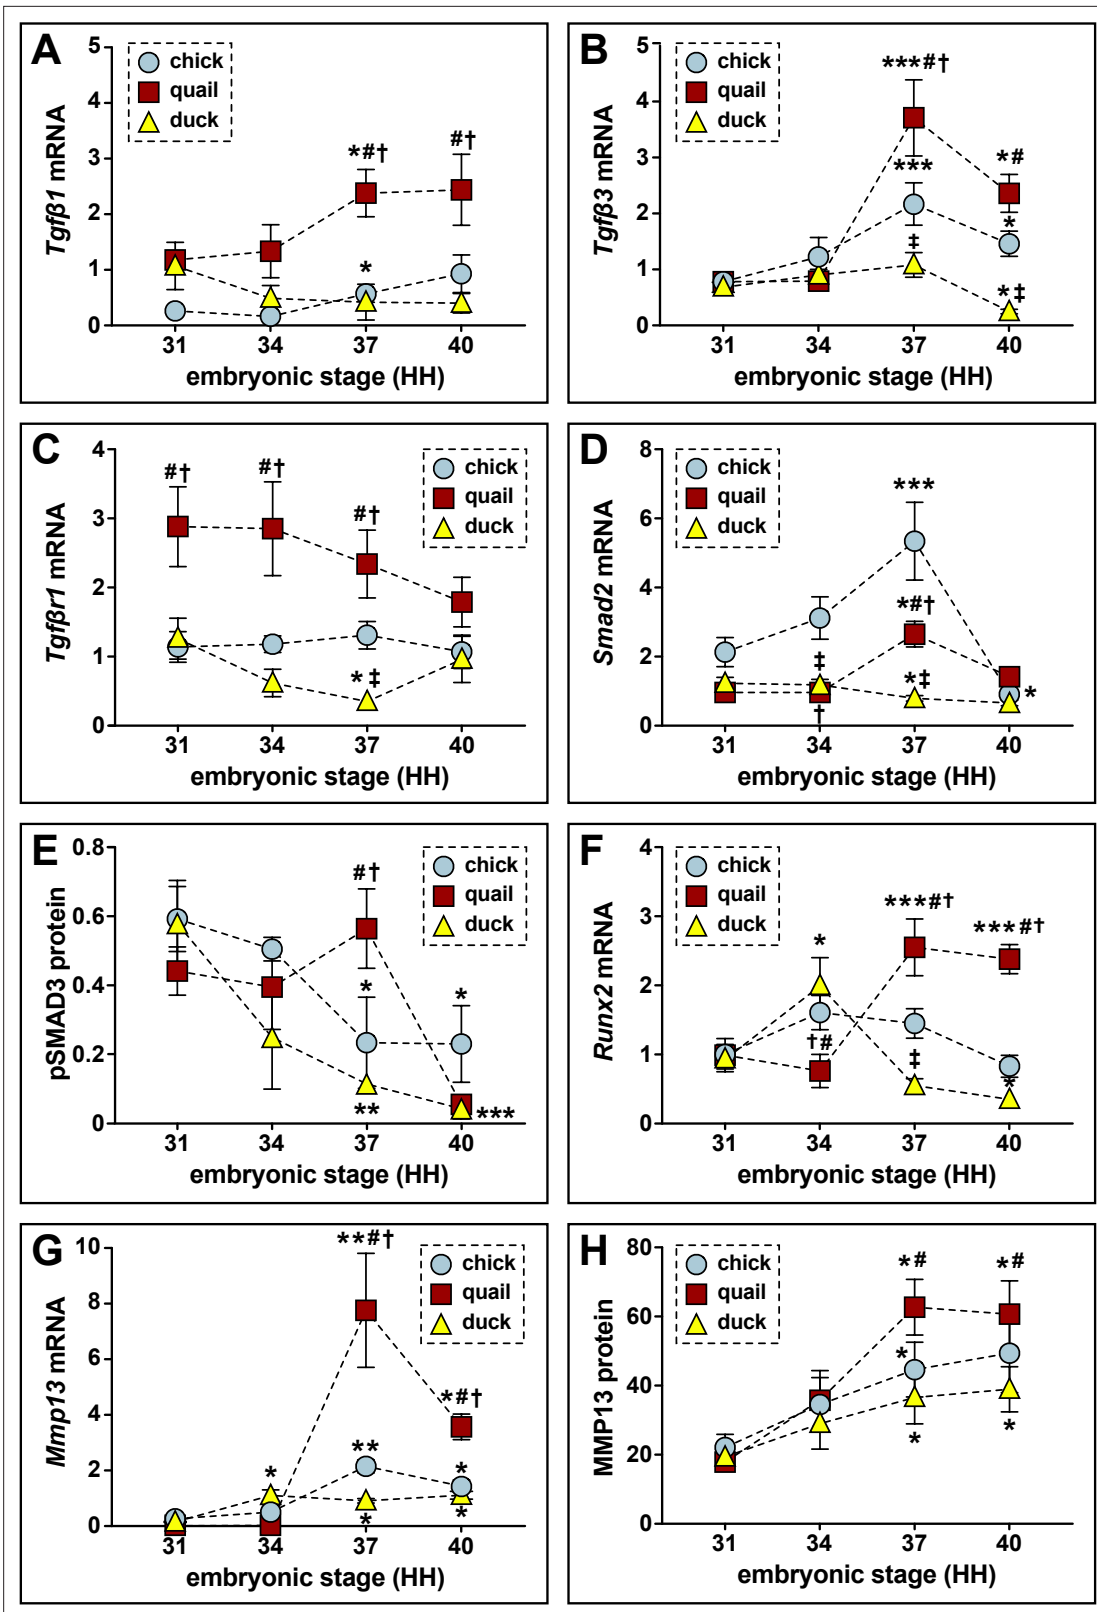 A
Tgfβ1 mRNA
chick
quail
duck
5
4
3
2
1
0
*#†
#†
*
31 34 37 40
embryonic stage (HH)
B
Tgfβ3 mRNA
chick
quail
duck
5
4
3
2
1
0
***#†
***
‡
*#
*
*‡
31 34 37 40
embryonic stage (HH)
C
Tgfβr1 mRNA
chick
quail
duck
4
3
2
1
0
#†
#†
#†
*‡
31 34 37 40
embryonic stage (HH)
D
Smad2 mRNA
chick
quail
duck
8
6
4
2
0
***
*#†
‡
†
*‡
*
31 34 37 40
embryonic stage (HH)
E
pSMAD3 protein
chick
quail
duck
0.8
0.6
0.4
0.2
0
#†
*
*
**
***
31 34 37 40
embryonic stage (HH)
F
Runx2 mRNA
chick
quail
duck
4
3
2
1
0
***#†
***#†
*
†#
‡
*
31 34 37 40
embryonic stage (HH)
G
Mmp13 mRNA
chick
quail
duck
10
8
6
4
2
0
**#†
*#†
*
**
*
*
*
31 34 37 40
embryonic stage (HH)
H
MMP13 protein
chick
quail
duck
80
60
40
20
0
*#
*#
*
*
*
31 34 37 40
embryonic stage (HH)